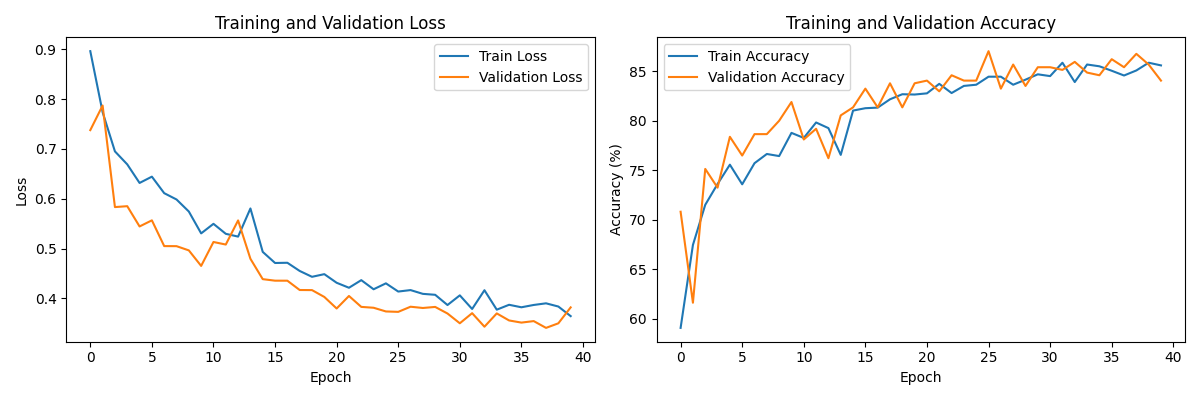 Training and Validation Loss
Train Loss
Validation Loss
0.9
0.8
0.7
0.6
0.5
0.4
Loss
0 5 10 15 20 25 30 35 40
Epoch
Training and Validation Accuracy
Train Accuracy
Validation Accuracy
85
80
75
70
65
60
Accuracy (%)
0 5 10 15 20 25 30 35 40
Epoch